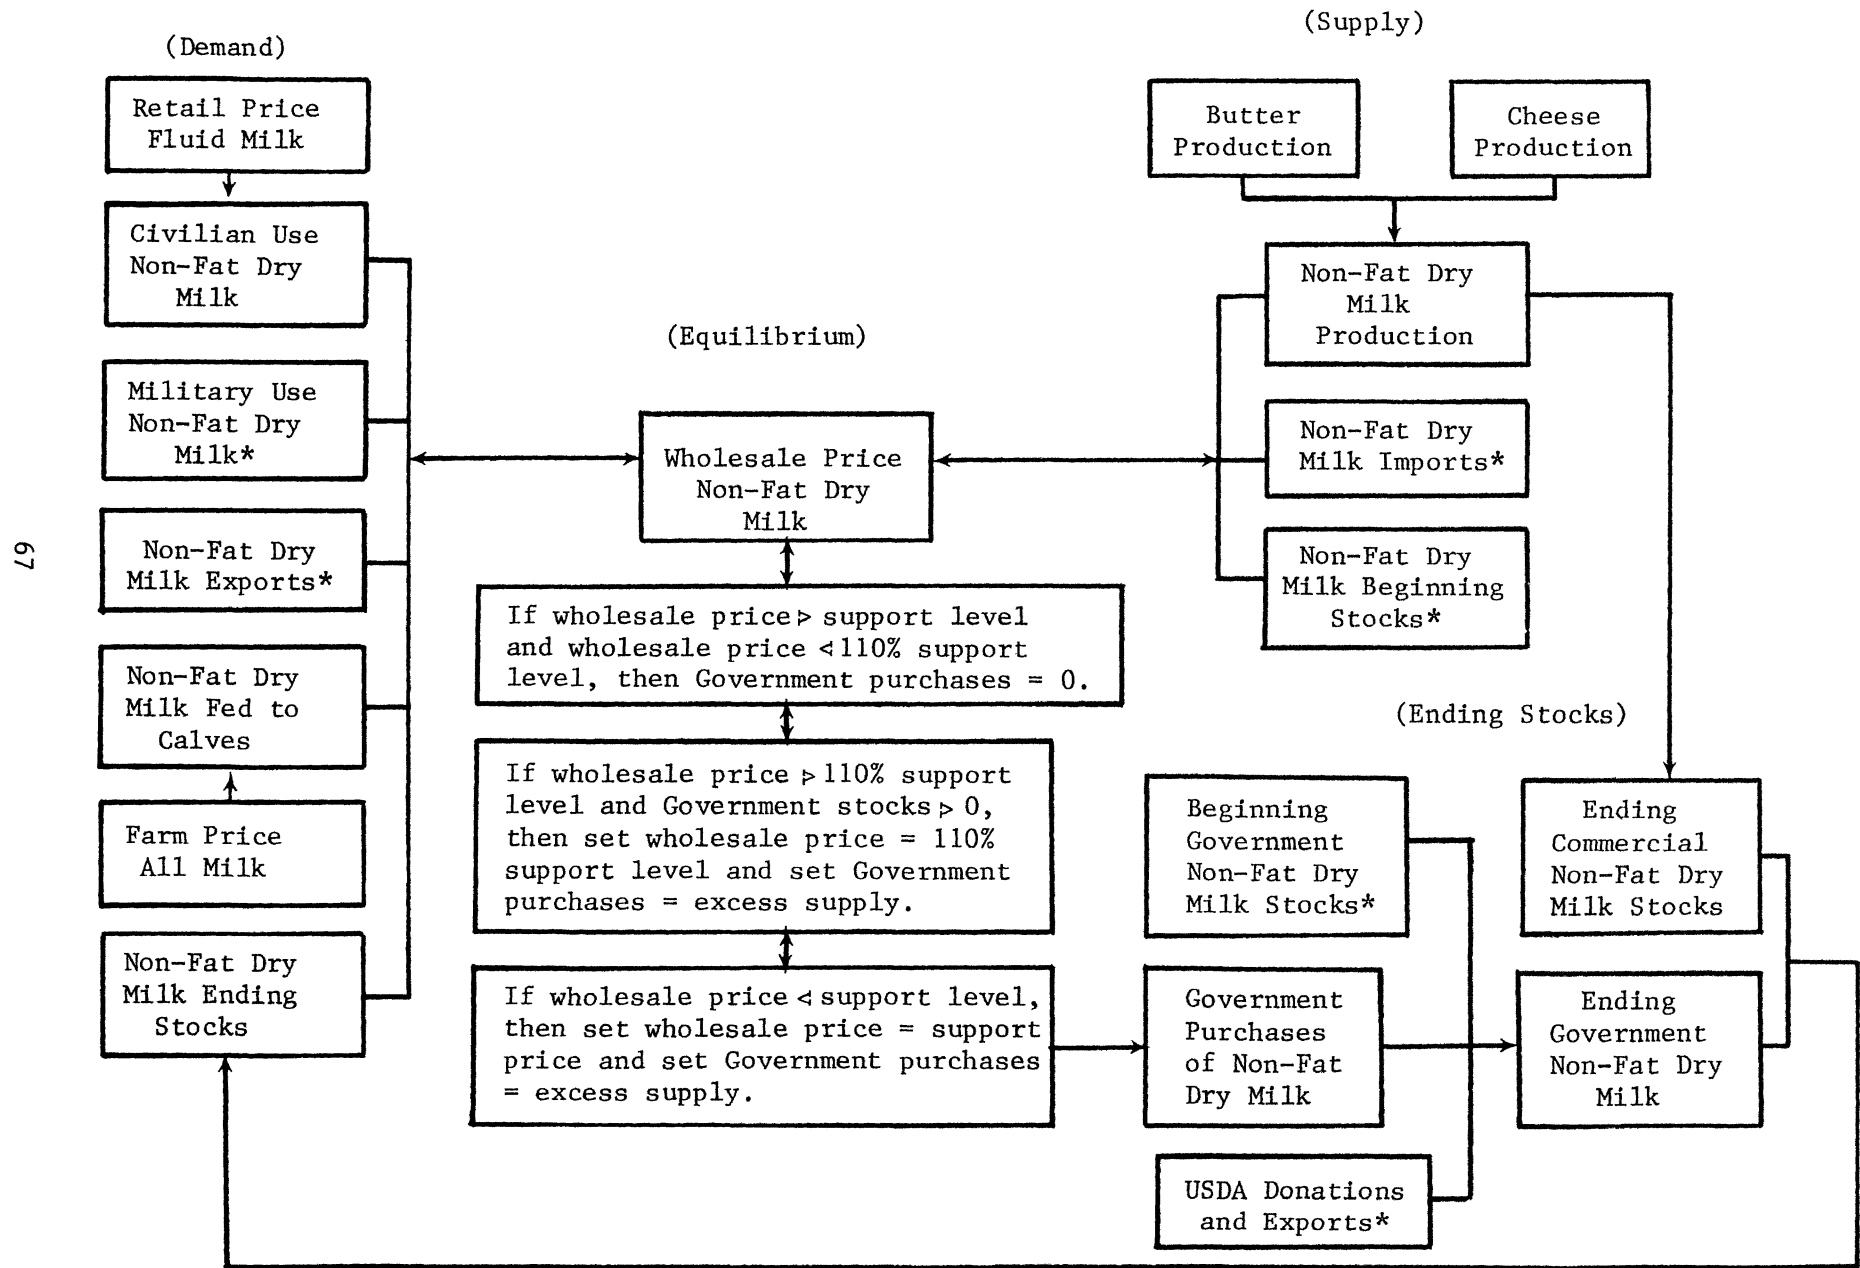 (Demand)
Retail Price
Fluid Milk
Civilian Use
Non-Fat Dry
Milk
Military Use
Non-Fat Dry
Milk*
Non-Fat Dry
Milk Exports*
Non-Fat Dry
Milk Fed to
Calves
Farm Price
All Milk
Non-Fat Dry
Milk Ending
Stocks
(Equilibrium)
Wholesale Price
Non-Fat Dry
Milk
If wholesale price > support level
and wholesale price < 110% support
level, then Government purchases = 0.
If wholesale price > 110% support
level and Government stocks > 0,
then set wholesale price = 110%
support level and set Government
purchases = excess supply.
If wholesale price < support level,
then set wholesale price = support
price and set Government purchases
= excess supply.
(Supply)
Butter
Production
Cheese
Production
Non-Fat Dry
Milk
Production
Non-Fat Dry
Milk Imports*
Non-Fat Dry
Milk Beginning
Stocks*
(Ending Stocks)
Beginning
Government
Non-Fat Dry
Milk Stocks*
Government
Purchases
of Non-Fat
Dry Milk
USDA Donations
and Exports*
Ending
Commercial
Non-Fat Dry
Milk Stocks
Ending
Government
Non-Fat Dry
Milk
67